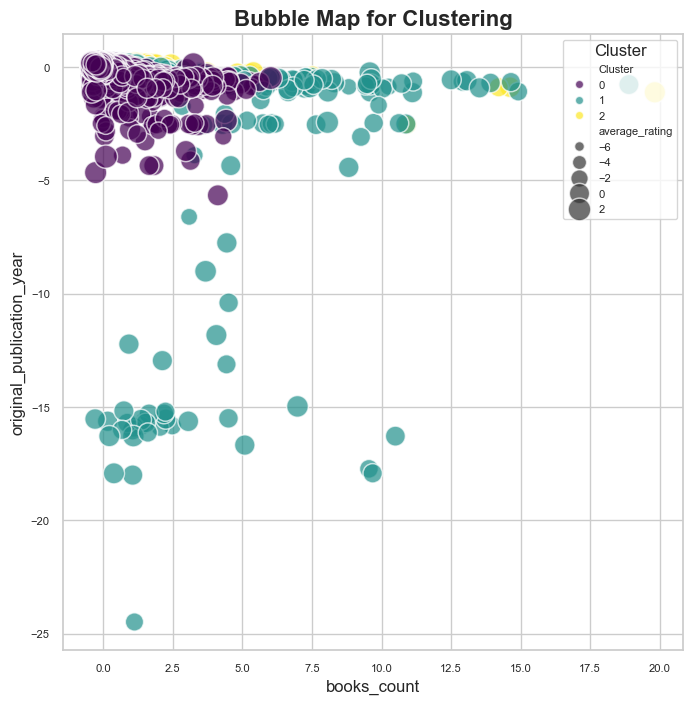 Bubble Map for Clustering
Cluster
Cluster
0
1
2
average_rating
−6
−4
−2
0
2
0
−5
−10
−15
−20
−25
original_publication_year
0.0 2.5 5.0 7.5 10.0 12.5 15.0 17.5 20.0
books_count